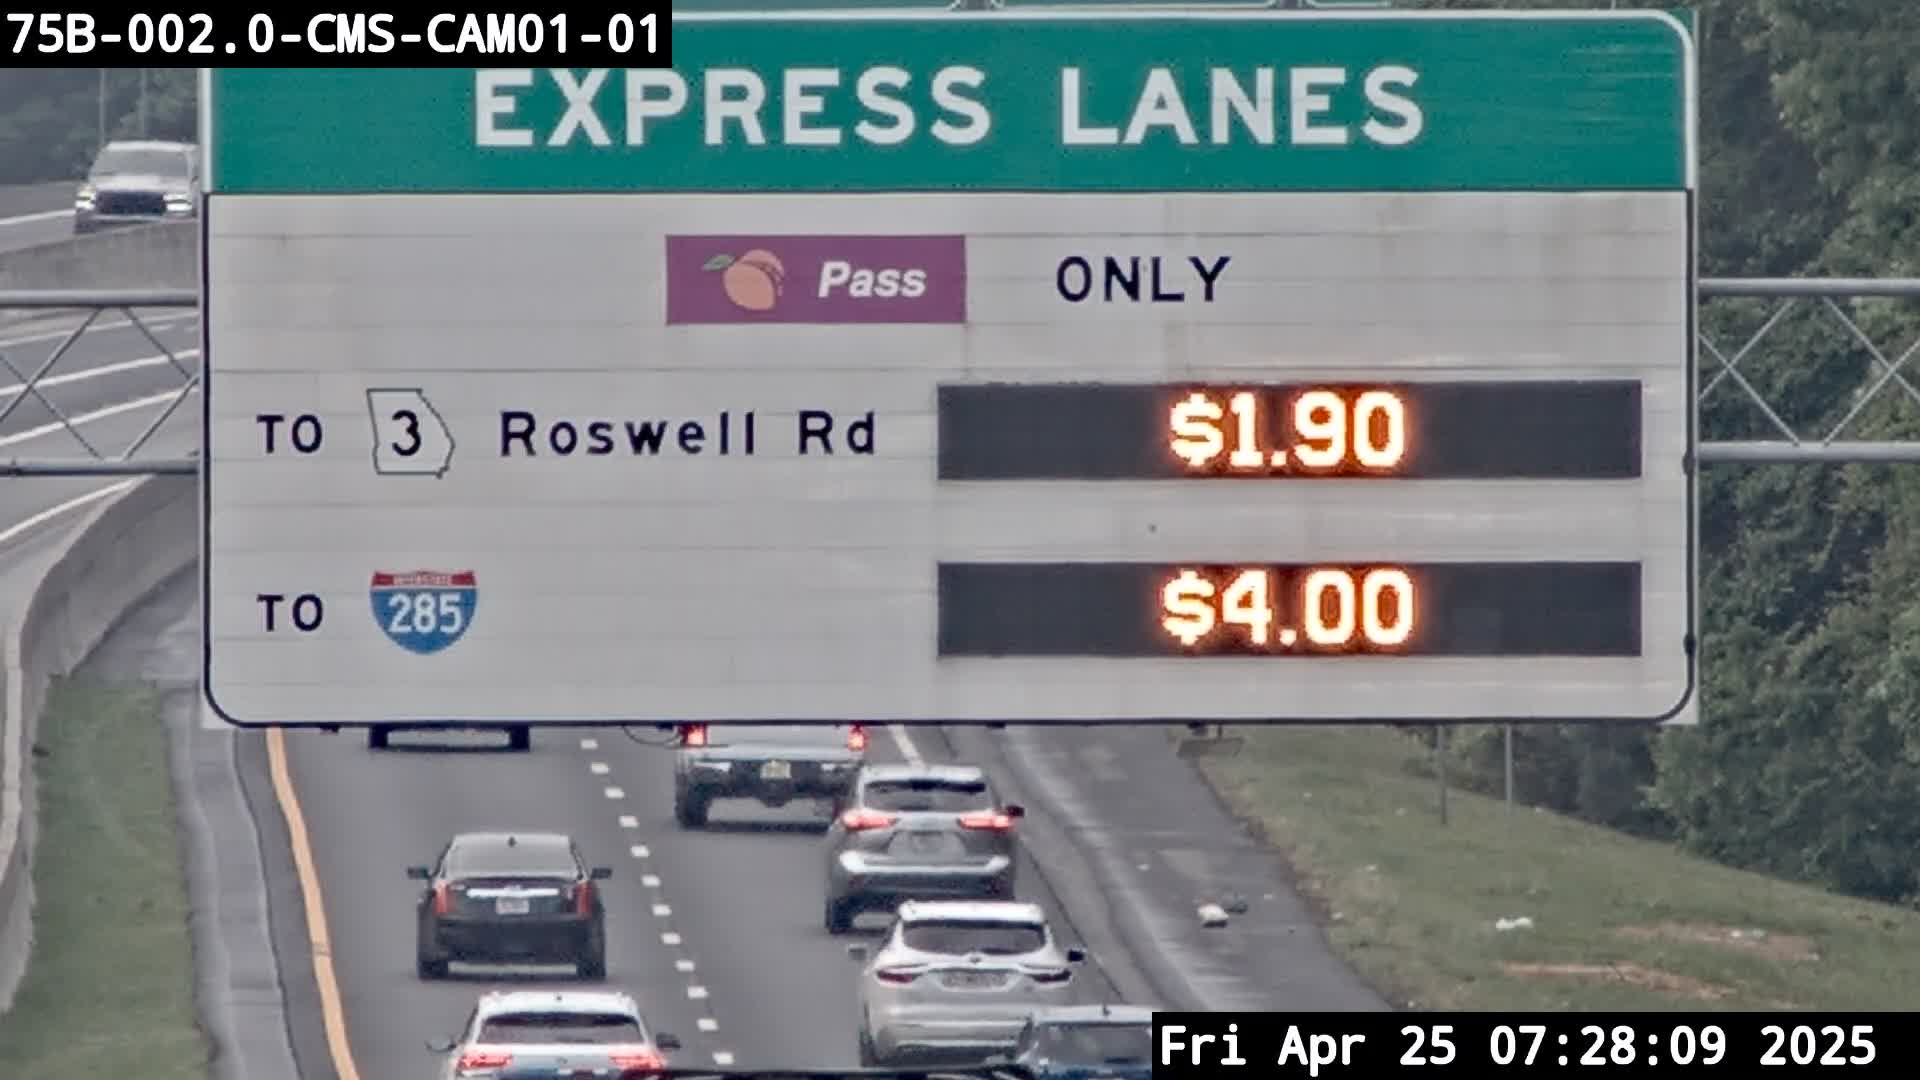 75B-002.0-CMS-CAM01-01
EXPRESS LANES
Pass ONLY
TO 3 Roswell Rd $1.90
TO INTERSTATE 285 $4.00
Fri Apr 25 07:28:09 2025